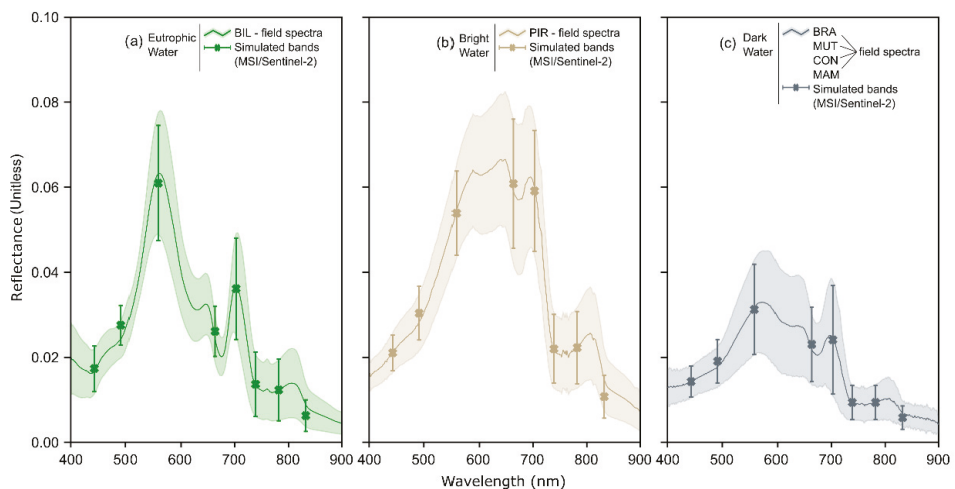 (a) Eutrophic Water
BIL - field spectra
Simulated bands
(MSI/Sentinel-2)
(b) Bright Water
PIR - field spectra
Simulated bands
(MSI/Sentinel-2)
(c) Dark Water
BRA
MUT
CON
MAM
field spectra
Simulated bands
(MSI/Sentinel-2)
Reflectance (Unitless)
0.10
0.08
0.06
0.04
0.02
0.00
400 500 600 700 800 900
400 500 600 700 800 900
400 500 600 700 800 900
Wavelength (nm)